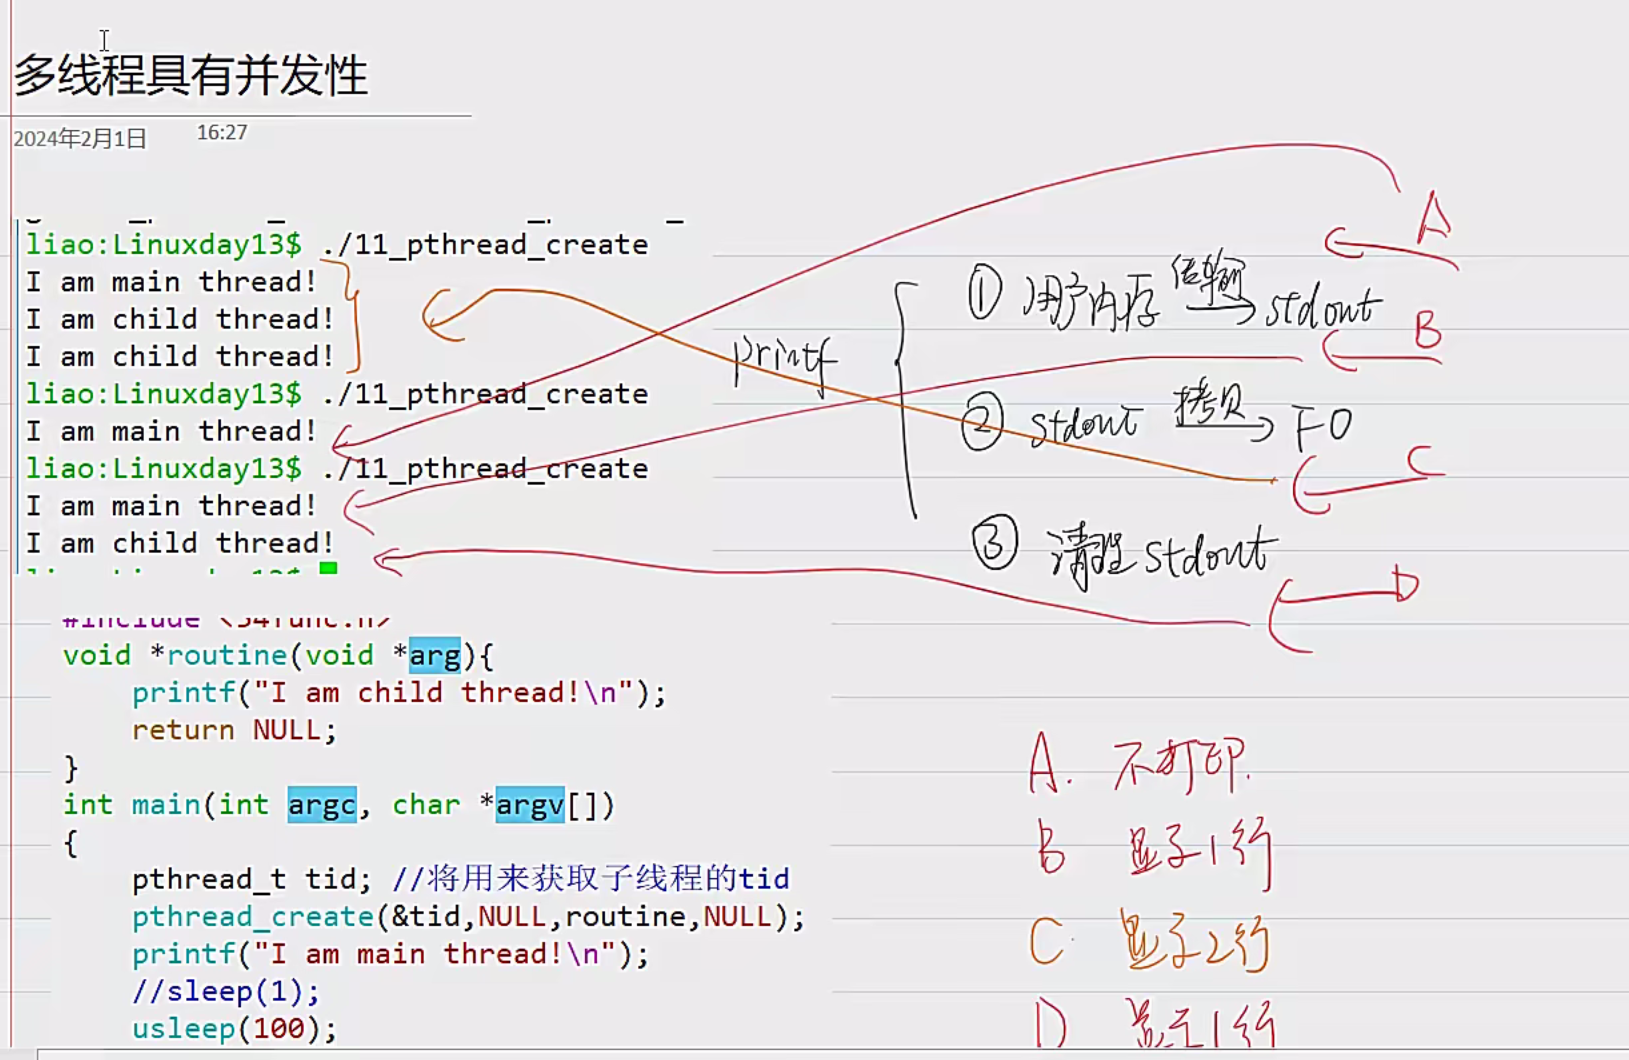 多线程具有并发性
2024年2月1日 16:27
liao:Linuxday13$ ./11_pthread_create
I am main thread!
I am child thread!
I am child thread!
liao:Linuxday13$ ./11_pthread_create
I am main thread!
liao:Linuxday13$ ./11_pthread_create
I am main thread!
I am child thread!
A
① 用户内存 传输 stdout
B
printf
② stdout 拷贝 FO
C
③ 清理 stdout
D
#include <54func.h>
void *routine(void *arg){
printf("I am child thread!\n");
return NULL;
}
int main(int argc, char *argv[])
{
pthread_t tid; //将用来获取子线程的tid
pthread_create(&tid,NULL,routine,NULL);
printf("I am main thread!\n");
//sleep(1);
usleep(100);
A. 不打印.
B 显示1行
C 显示2行
D 显示1行